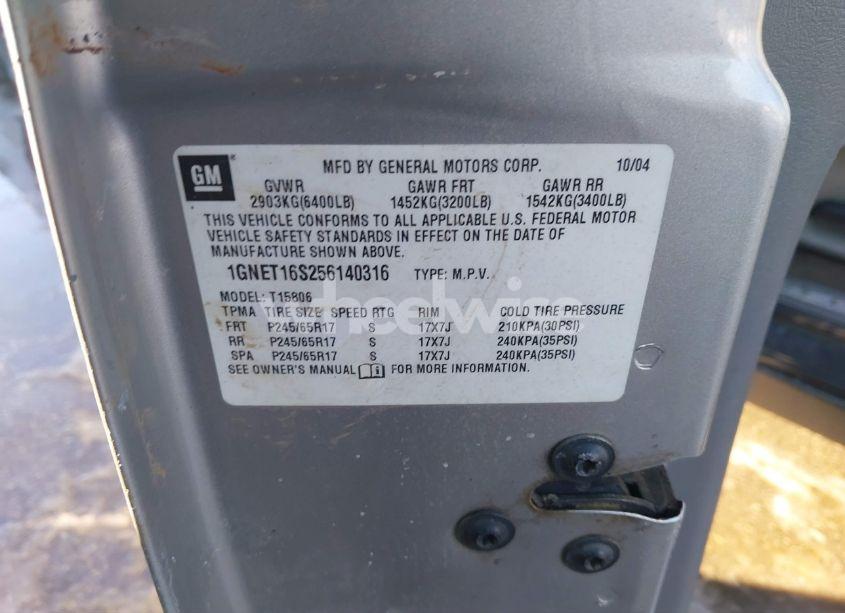 GM
MFD BY GENERAL MOTORS CORP. 10/04
GVWR GAWR FRT GAWR RR
2903KG(6400LB) 1452KG(3200LB) 1542KG(3400LB)
THIS VEHICLE CONFORMS TO ALL APPLICABLE U.S. FEDERAL MOTOR
VEHICLE SAFETY STANDARDS IN EFFECT ON THE DATE OF
MANUFACTURE SHOWN ABOVE.
1GNET16S256140316 TYPE: M.P.V.
MODEL: T15806
TPMA TIRE SIZE SPEED RTG RIM COLD TIRE PRESSURE
FRT P245/65R17 S 17X7J 210KPA(30PSI)
RR P245/65R17 S 17X7J 240KPA(35PSI)
SPA P245/65R17 S 17X7J 240KPA(35PSI)
SEE OWNER'S MANUAL FOR MORE INFORMATION.
wheelwire